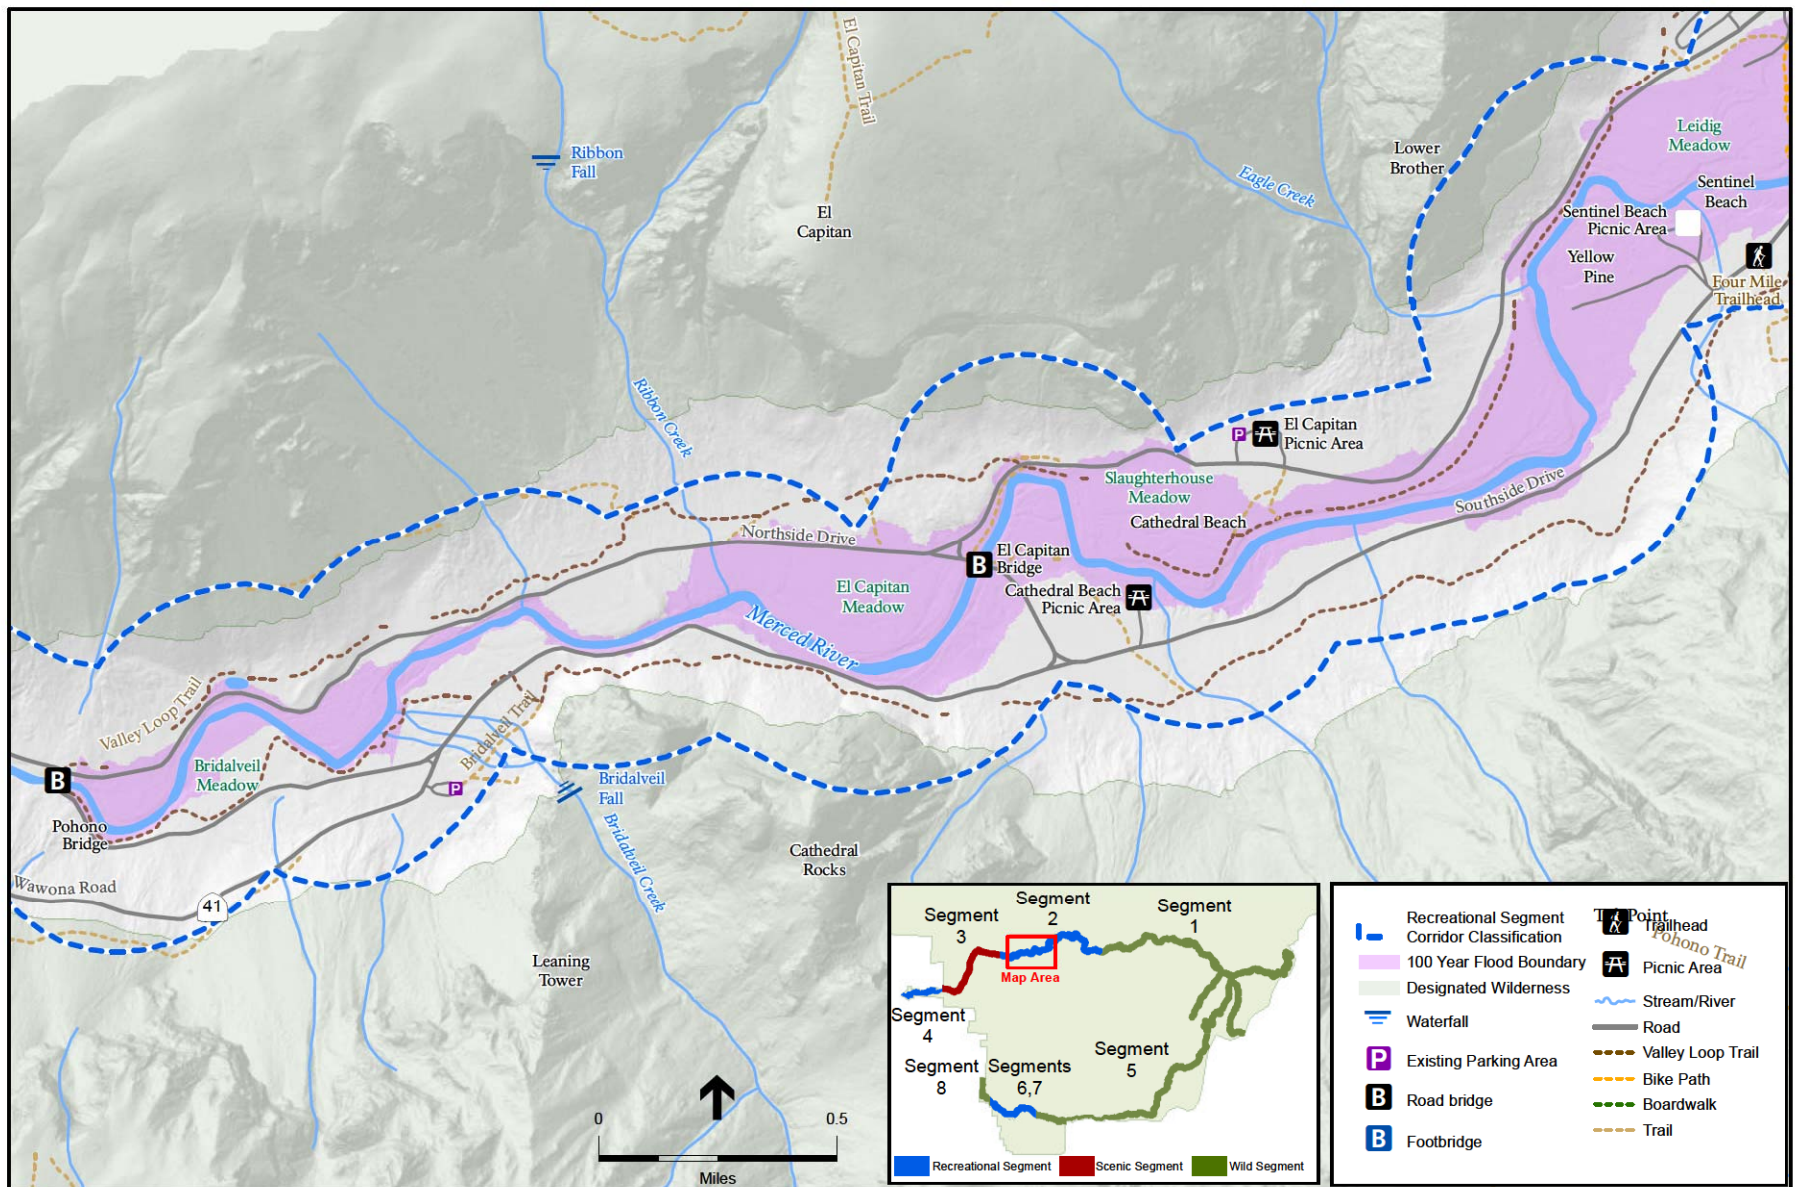 El Capitan Trail
Ribbon
Fall
El
Capitan
Eagle Creek
Lower
Brother
Leidig
Meadow
Sentinel
Beach
Sentinel Beach
Picnic Area
Yellow
Pine
Four Mile
Trailhead
Ribbon Creek
P
El Capitan
Picnic Area
Slaughterhouse
Meadow
Cathedral Beach
Southside Drive
Northside Drive
B
El Capitan
Bridge
El Capitan
Meadow
Cathedral Beach
Picnic Area
Merced River
Valley Loop Trail
Bridalveil Trail
Bridalveil
Meadow
B
P
Bridalveil
Fall
Pohono
Bridge
Bridalveil Creek
Cathedral
Rocks
Wawona Road
41
Leaning
Tower
0
0.5
Miles
Segment
3
Segment
2
Segment
1
Map Area
Segment
4
Segment
8
Segments
6,7
Segment
5
Recreational Segment
Scenic Segment
Wild Segment
Recreational Segment
Corridor Classification
100 Year Flood Boundary
Designated Wilderness
Waterfall
P
Existing Parking Area
B
Road bridge
B
Footbridge
Point
Trailhead
Pohono Trail
Picnic Area
Stream/River
Road
Valley Loop Trail
Bike Path
Boardwalk
Trail